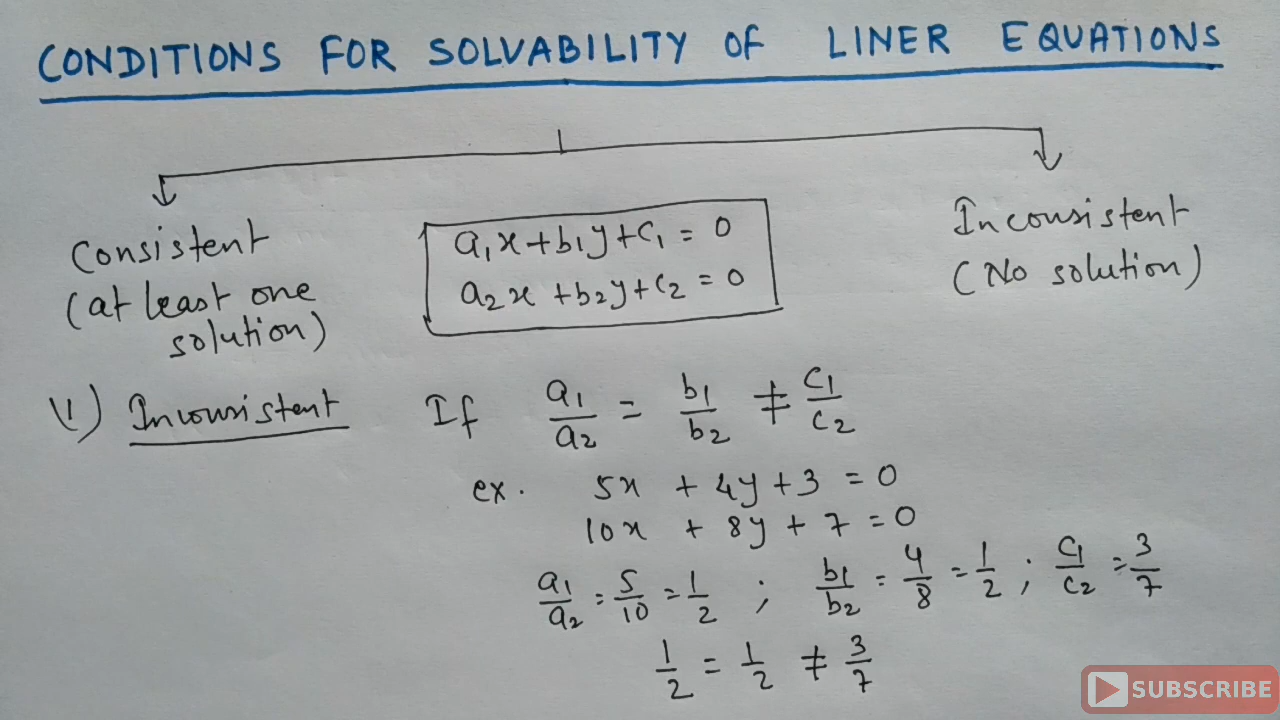 CONDITIONS FOR SOLVABILITY OF LINER EQUATIONS
Consistent
(at least one
solution)
a₁x+b₁y+c₁ = 0
a₂x+b₂y+c₂ = 0
Inconsistent
(No solution)
(1) Inconsistent If a₁/a₂ = b₁/b₂ ≠ c₁/c₂
ex. 5x + 4y + 3 = 0
10x + 8y + 7 = 0
a₁/a₂ = 5/10 = 1/2 ; b₁/b₂ = 4/8 = 1/2 ; c₁/c₂ = 3/7
1/2 = 1/2 ≠ 3/7
SUBSCRIBE